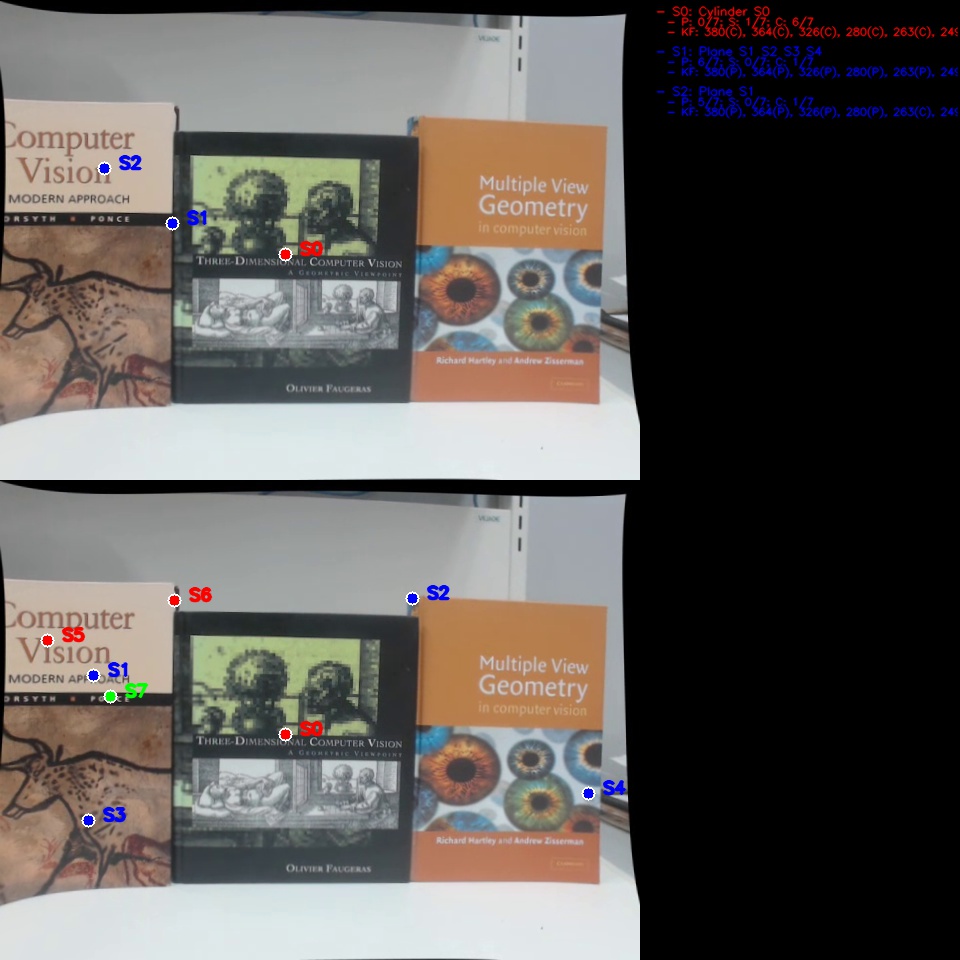 - S0: Cylinder S0
- P: 0/7; S: 1/7; C: 6/7
- KF: 380(C), 364(C), 326(C), 280(C), 263(C), 249
- S1: Plane S1 S2 S3 S4
- P: 6/7; S: 0/7; C: 1/7
- KF: 380(P), 364(P), 326(P), 280(P), 263(P), 249
- S2: Plane S1
- P: 5/7; S: 0/7; C: 1/7
- KF: 380(P), 364(P), 326(P), 280(P), 263(C), 249
Computer
Vision
S2
MODERN APPROACH
ORSYTH PONCE
S1
S0
THREE-DIMENSIONAL COMPUTER VISION
A GEOMETRIC VIEWPOINT
OLIVIER FAUGERAS
Multiple View
Geometry
in computer vision
Richard Hartley and Andrew Zisserman
S6
S2
Computer
S5
Vision
S1
MODERN APPROACH
S7
ORSYTH PONCE
S3
S0
THREE-DIMENSIONAL COMPUTER VISION
A GEOMETRIC VIEWPOINT
OLIVIER FAUGERAS
Multiple View
Geometry
in computer vision
S4
Richard Hartley and Andrew Zisserman